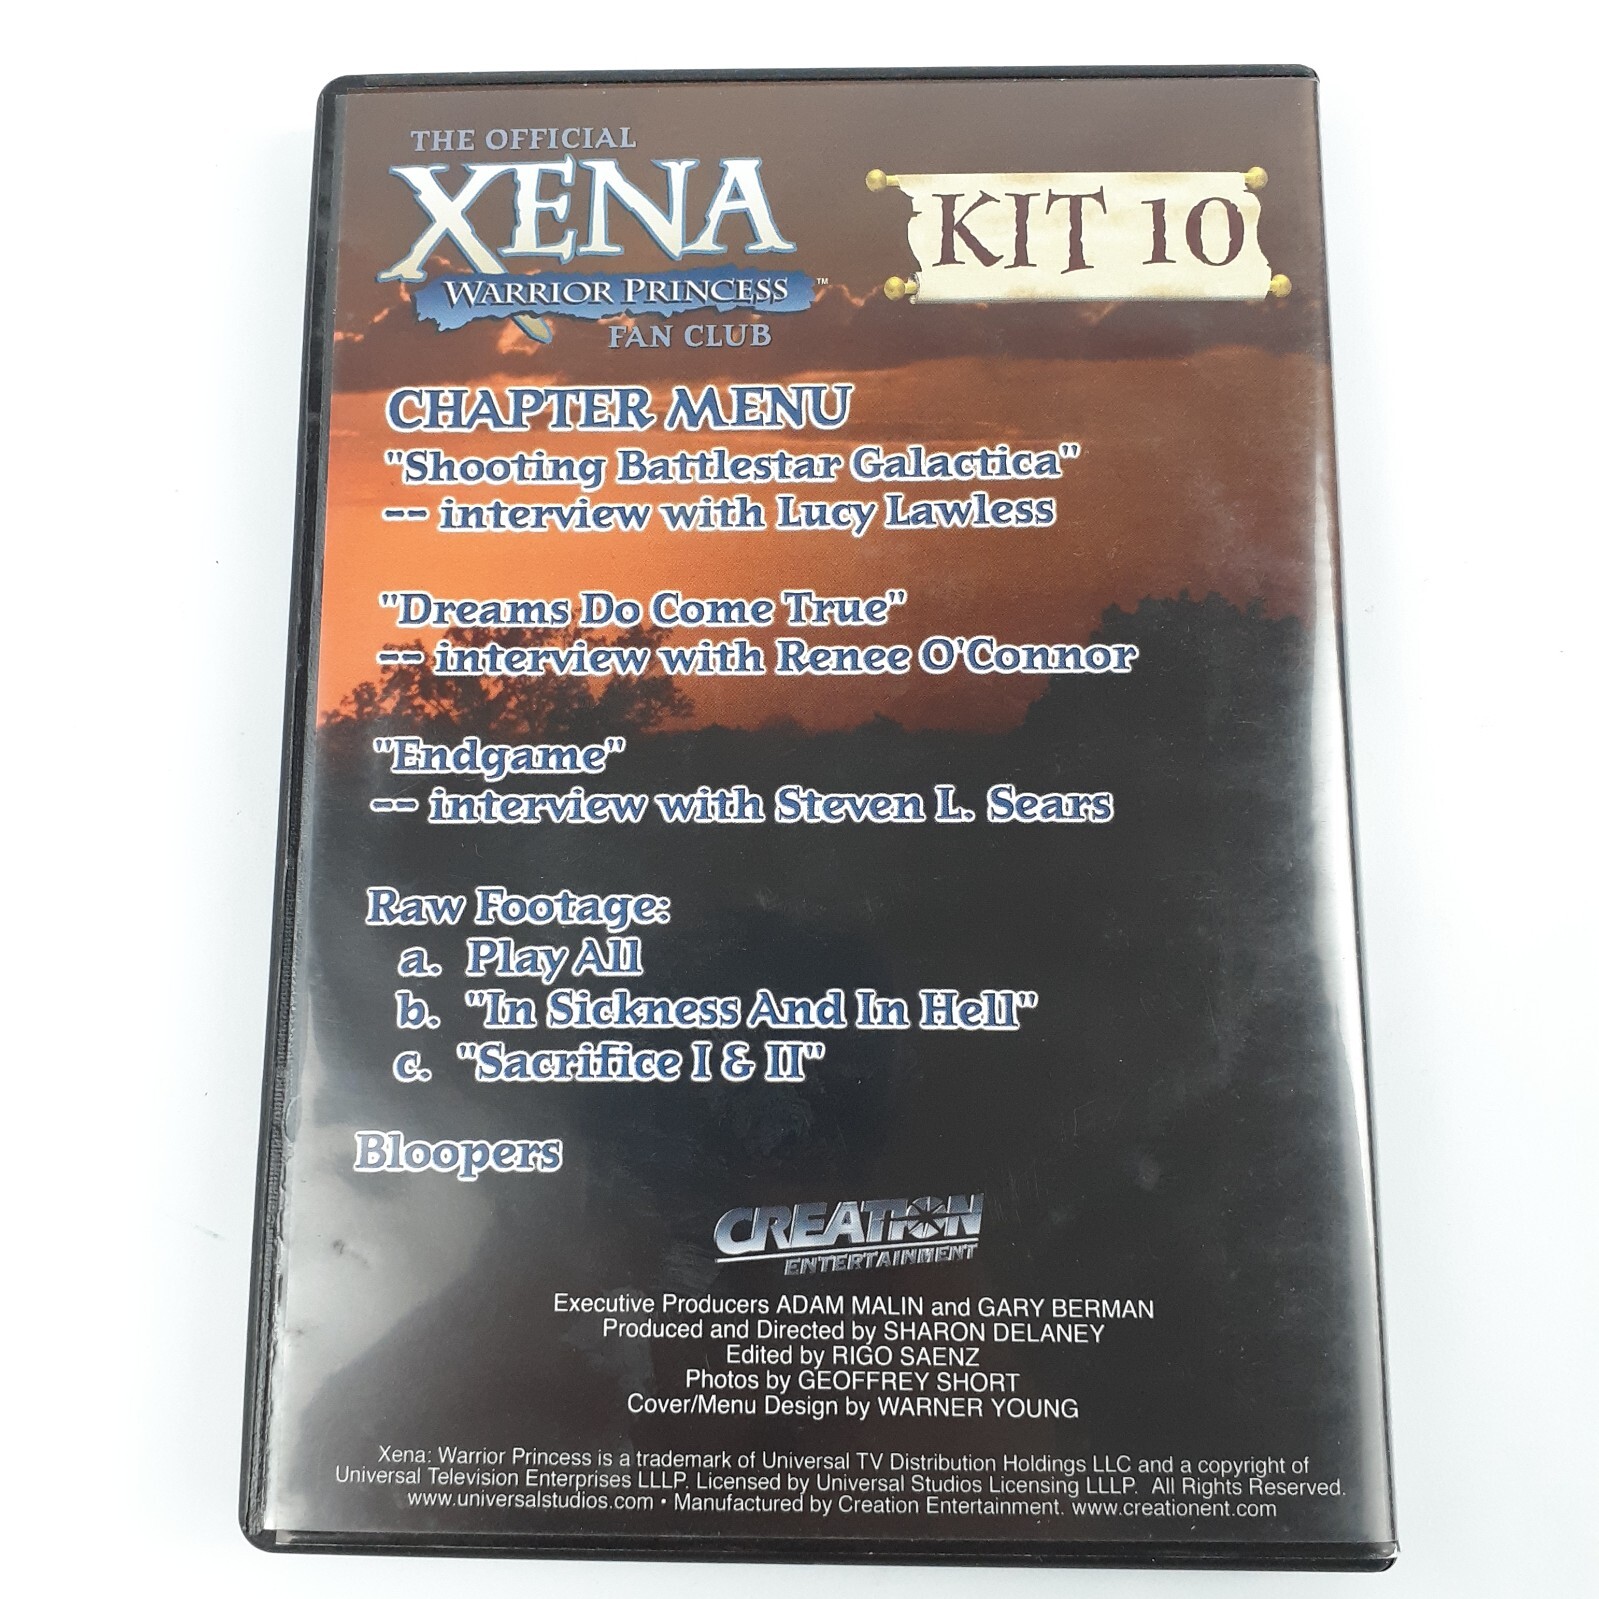 THE OFFICIAL
XENA
WARRIOR PRINCESS™
FAN CLUB
KIT 10
CHAPTER MENU
"Shooting Battlestar Galactica"
-- interview with Lucy Lawless
"Dreams Do Come True"
-- interview with Renee O'Connor
"Endgame"
-- interview with Steven L. Sears
Raw Footage:
a. Play All
b. "In Sickness And In Hell"
c. "Sacrifice I & II"
Bloopers
CREATION
ENTERTAINMENT
Executive Producers ADAM MALIN and GARY BERMAN
Produced and Directed by SHARON DELANEY
Edited by RIGO SAENZ
Photos by GEOFFREY SHORT
Cover/Menu Design by WARNER YOUNG
Xena: Warrior Princess is a trademark of Universal TV Distribution Holdings LLC and a copyright of
Universal Television Enterprises LLLP. Licensed by Universal Studios Licensing LLLP. All Rights Reserved.
www.universalstudios.com • Manufactured by Creation Entertainment. www.creationent.com